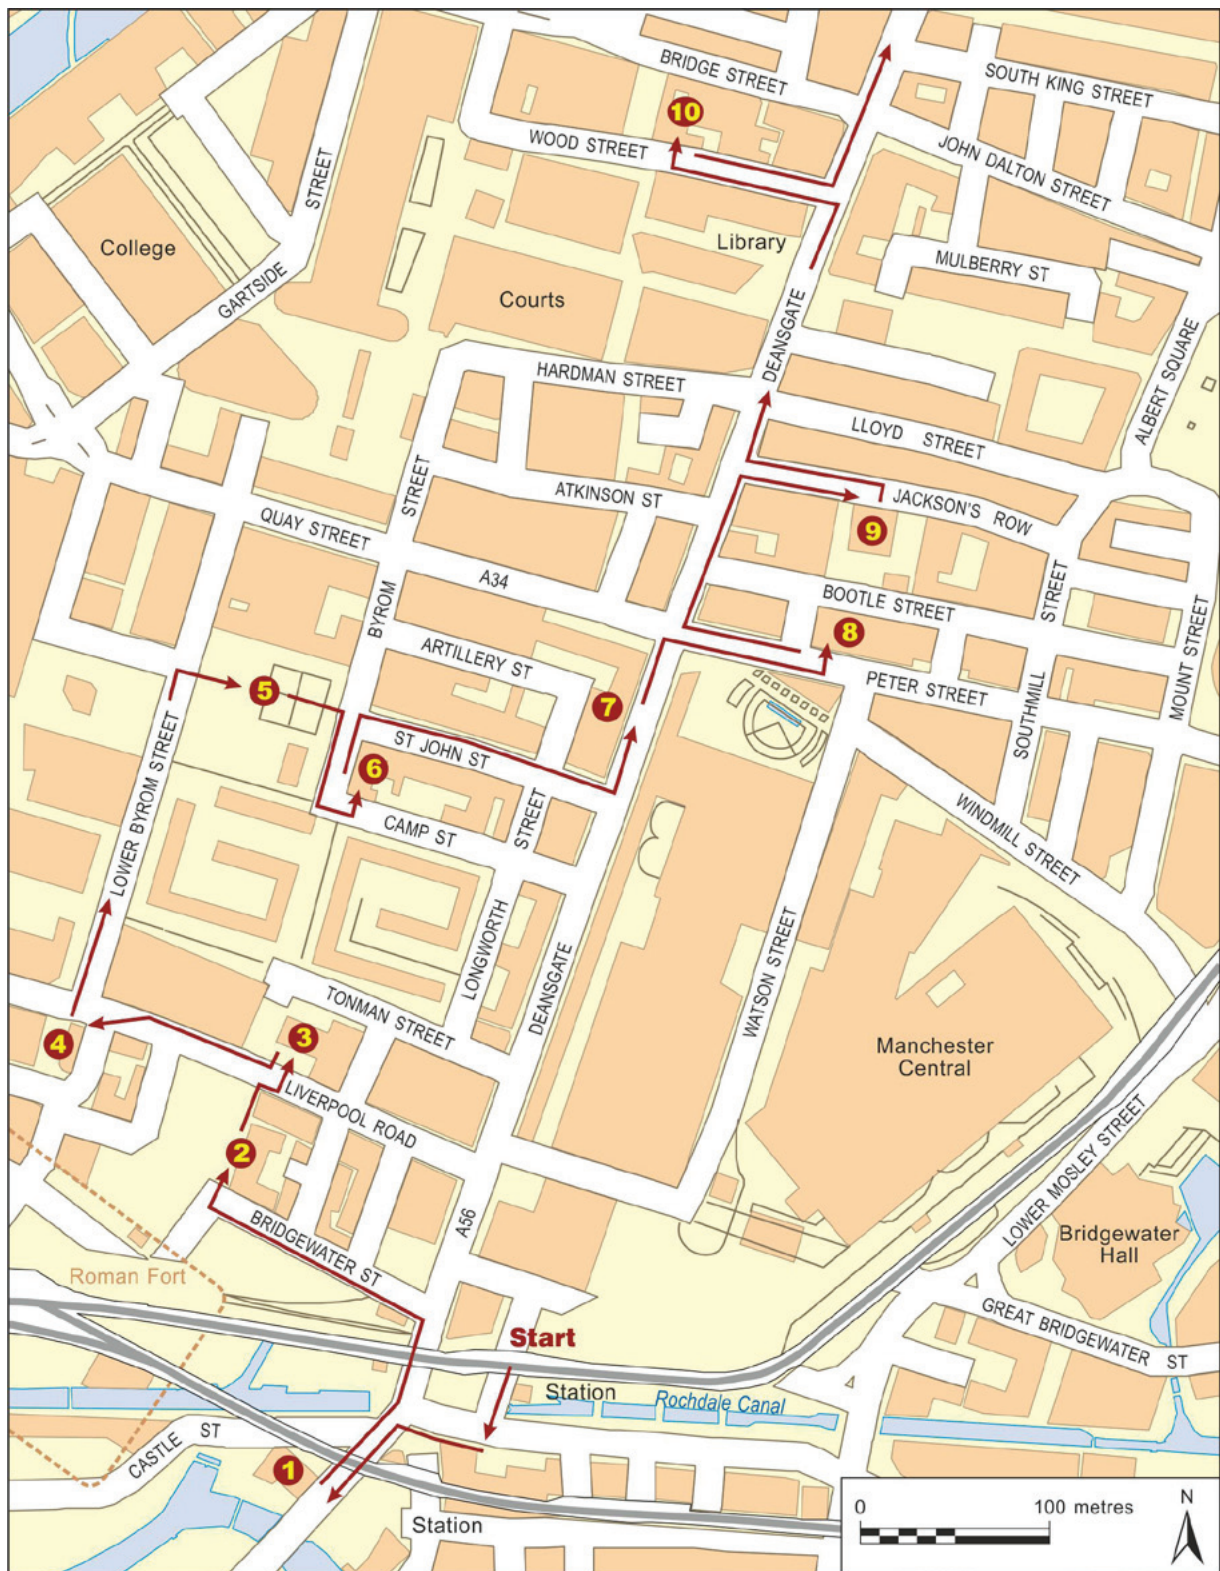 BRIDGE STREET
SOUTH KING STREET
10
WOOD STREET
JOHN DALTON STREET
STREET
Library
College
MULBERRY ST
GARTSIDE
Courts
DEANSGATE
ALBERT SQUARE
HARDMAN STREET
LLOYD STREET
ATKINSON ST
JACKSON'S ROW
STREET
QUAY STREET
9
A34
BYROM
BOOTLE STREET
STREET
8
ARTILLERY ST
MOUNT STREET
5
PETER STREET
7
SOUTHMILL
ST JOHN ST
6
LOWER BYROM STREET
CAMP ST
STREET
WINDMILL STREET
LONGWORTH
DEANSGATE
WATSON STREET
TONMAN STREET
3
4
Manchester
Central
LIVERPOOL ROAD
2
LOWER MOSLEY STREET
A56
BRIDGEWATER ST
Bridgewater
Hall
Roman Fort
GREAT BRIDGEWATER ST
Start
Station
Rochdale Canal
CASTLE ST
1
Station
0 100 metres
N